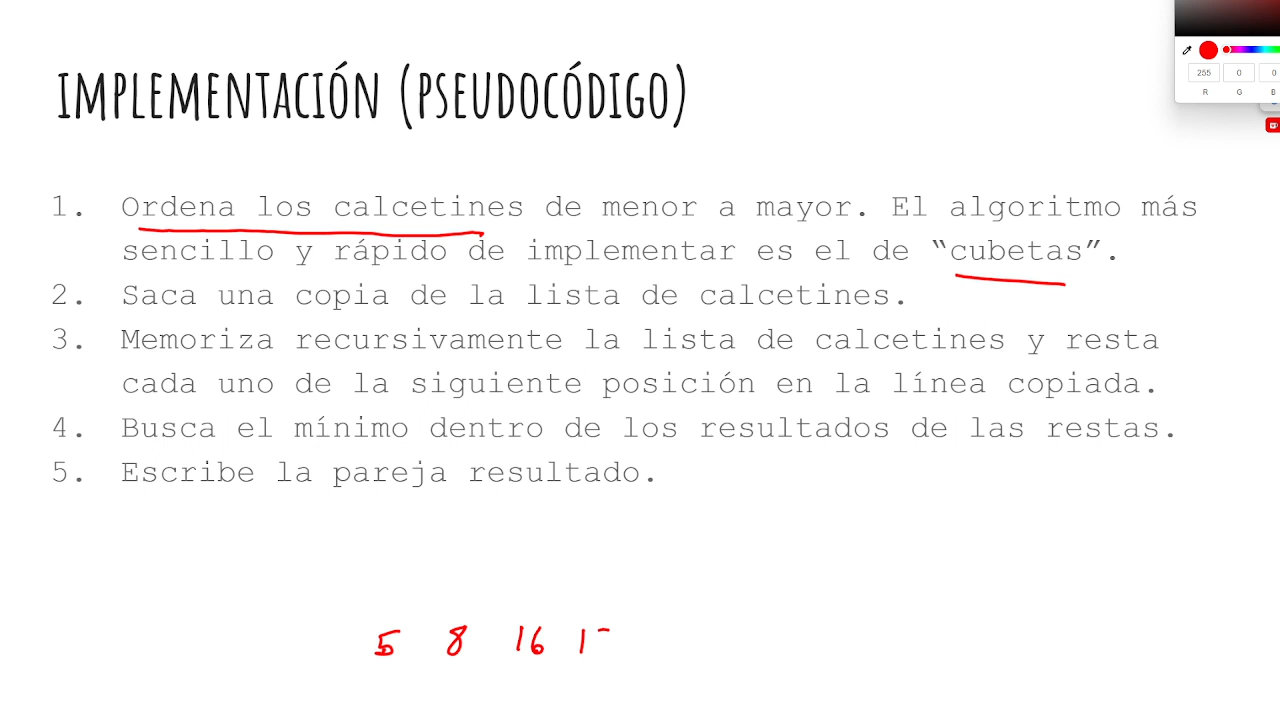 IMPLEMENTACIÓN (PSEUDOCÓDIGO)
1. Ordena los calcetines de menor a mayor. El algoritmo más
sencillo y rápido de implementar es el de “cubetas”.
2. Saca una copia de la lista de calcetines.
3. Memoriza recursivamente la lista de calcetines y resta
cada uno de la siguiente posición en la línea copiada.
4. Busca el mínimo dentro de los resultados de las restas.
5. Escribe la pareja resultado.
5 8 16
255 0 0
R G B